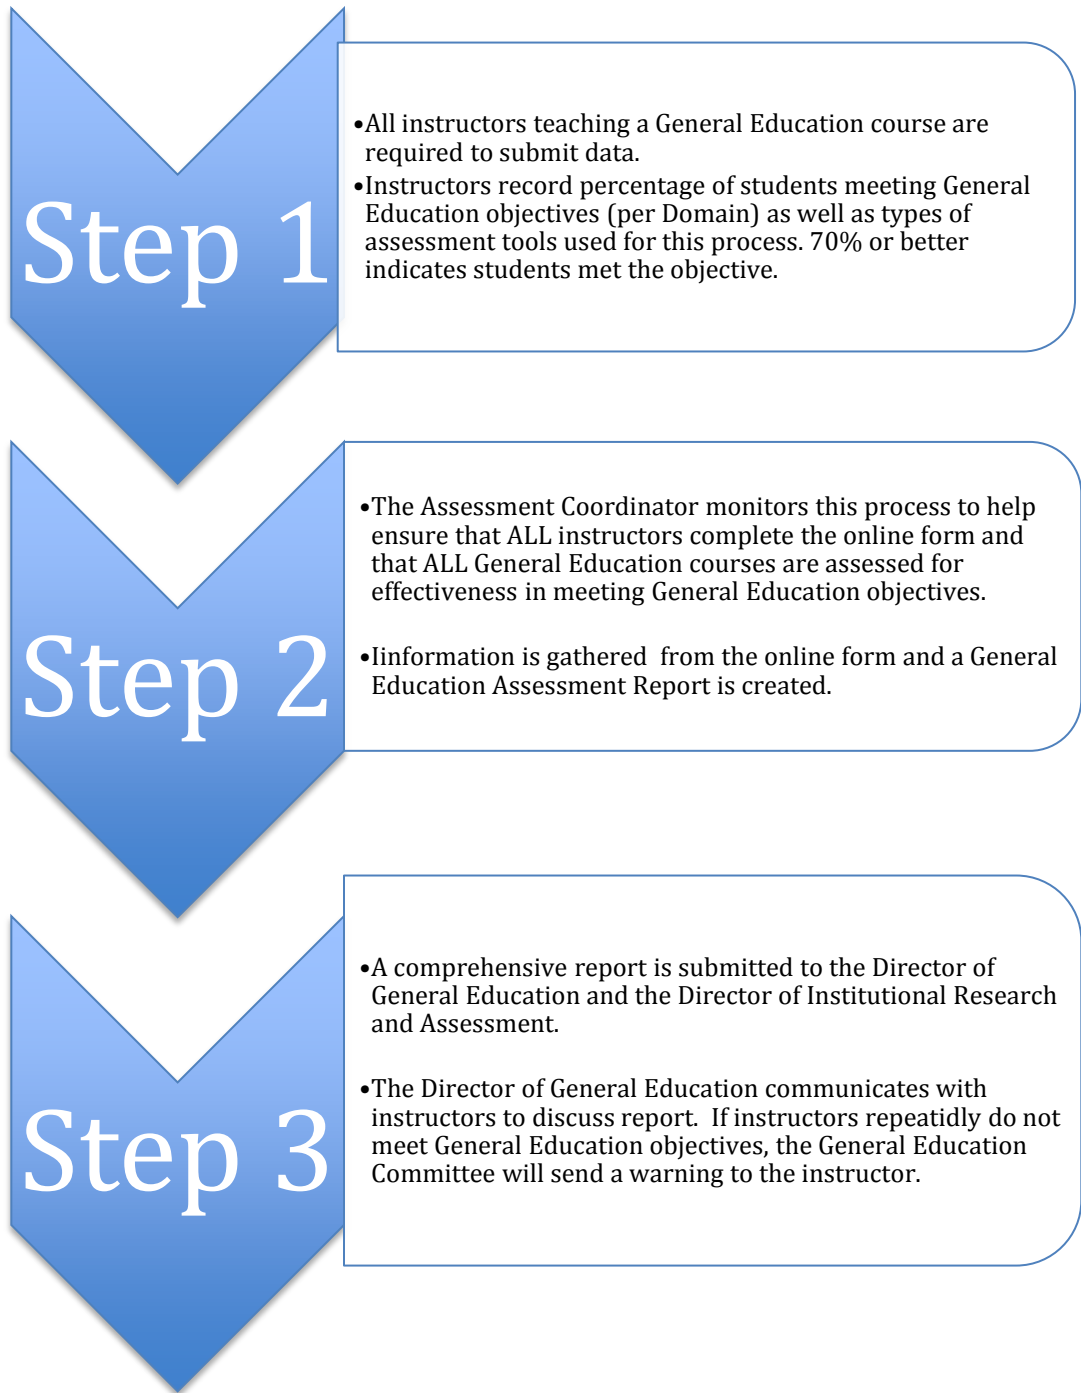 Step 1
•All instructors teaching a General Education course are
required to submit data.
•Instructors record percentage of students meeting General
Education objectives (per Domain) as well as types of
assessment tools used for this process. 70% or better
indicates students met the objective.
Step 2
•The Assessment Coordinator monitors this process to help
ensure that ALL instructors complete the online form and
that ALL General Education courses are assessed for
effectiveness in meeting General Education objectives.
•Iinformation is gathered  from the online form and a General
Education Assessment Report is created.
Step 3
•A comprehensive report is submitted to the Director of
General Education and the Director of Institutional Research
and Assessment.
•The Director of General Education communicates with
instructors to discuss report.  If instructors repeatidly do not
meet General Education objectives, the General Education
Committee will send a warning to the instructor.